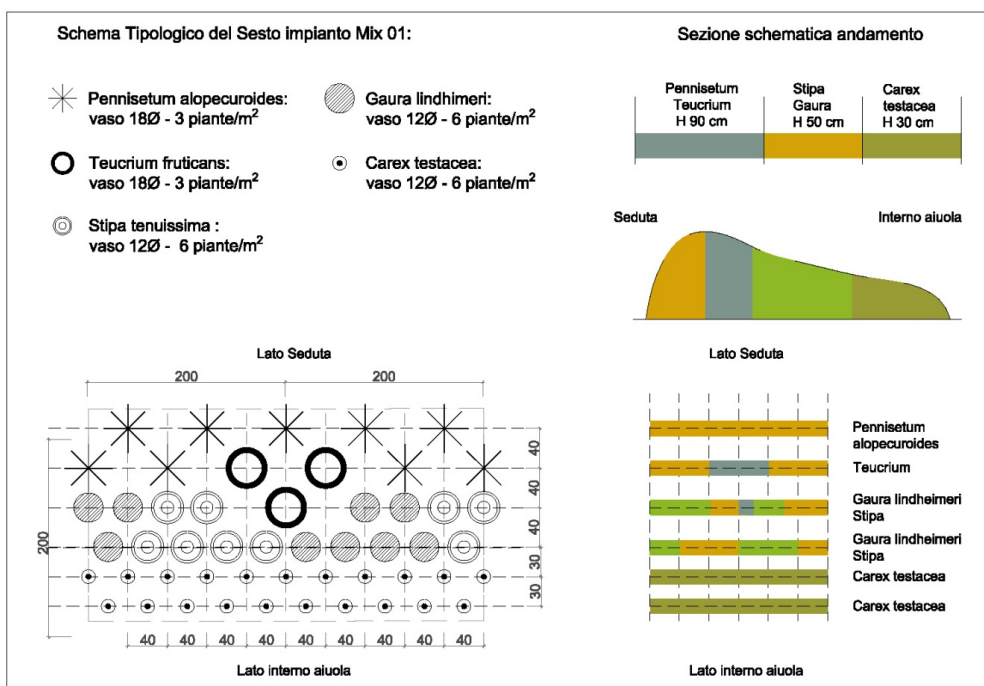 Schema Tipologico del Sesto impianto Mix 01:
Pennisetum alopecuroides:
vaso 18Ø - 3 piante/m²
Gaura lindhimeri:
vaso 12Ø - 6 piante/m²
Teucrium fruticans:
vaso 18Ø - 3 piante/m²
Carex testacea:
vaso 12Ø - 6 piante/m²
Stipa tenuissima :
vaso 12Ø - 6 piante/m²
Sezione schematica andamento
Pennisetum
Teucrium
H 90 cm
Stipa
Gaura
H 50 cm
Carex
testacea
H 30 cm
Seduta
Interno aiuola
Lato Seduta
200 200
40
40
40
30
30
200
40 40 40 40 40 40 40 40 40
Lato interno aiuola
Lato Seduta
Pennisetum
alopecuroides
Teucrium
Gaura lindheimeri
Stipa
Gaura lindheimeri
Stipa
Carex testacea
Carex testacea
Lato interno aiuola